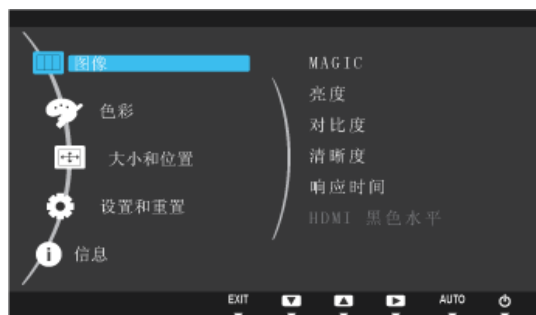 图像
色彩
大小和位置
设置和重置
信息
MAGIC
亮度
对比度
清晰度
响应时间
HDMI 黑色水平
EXIT
AUTO